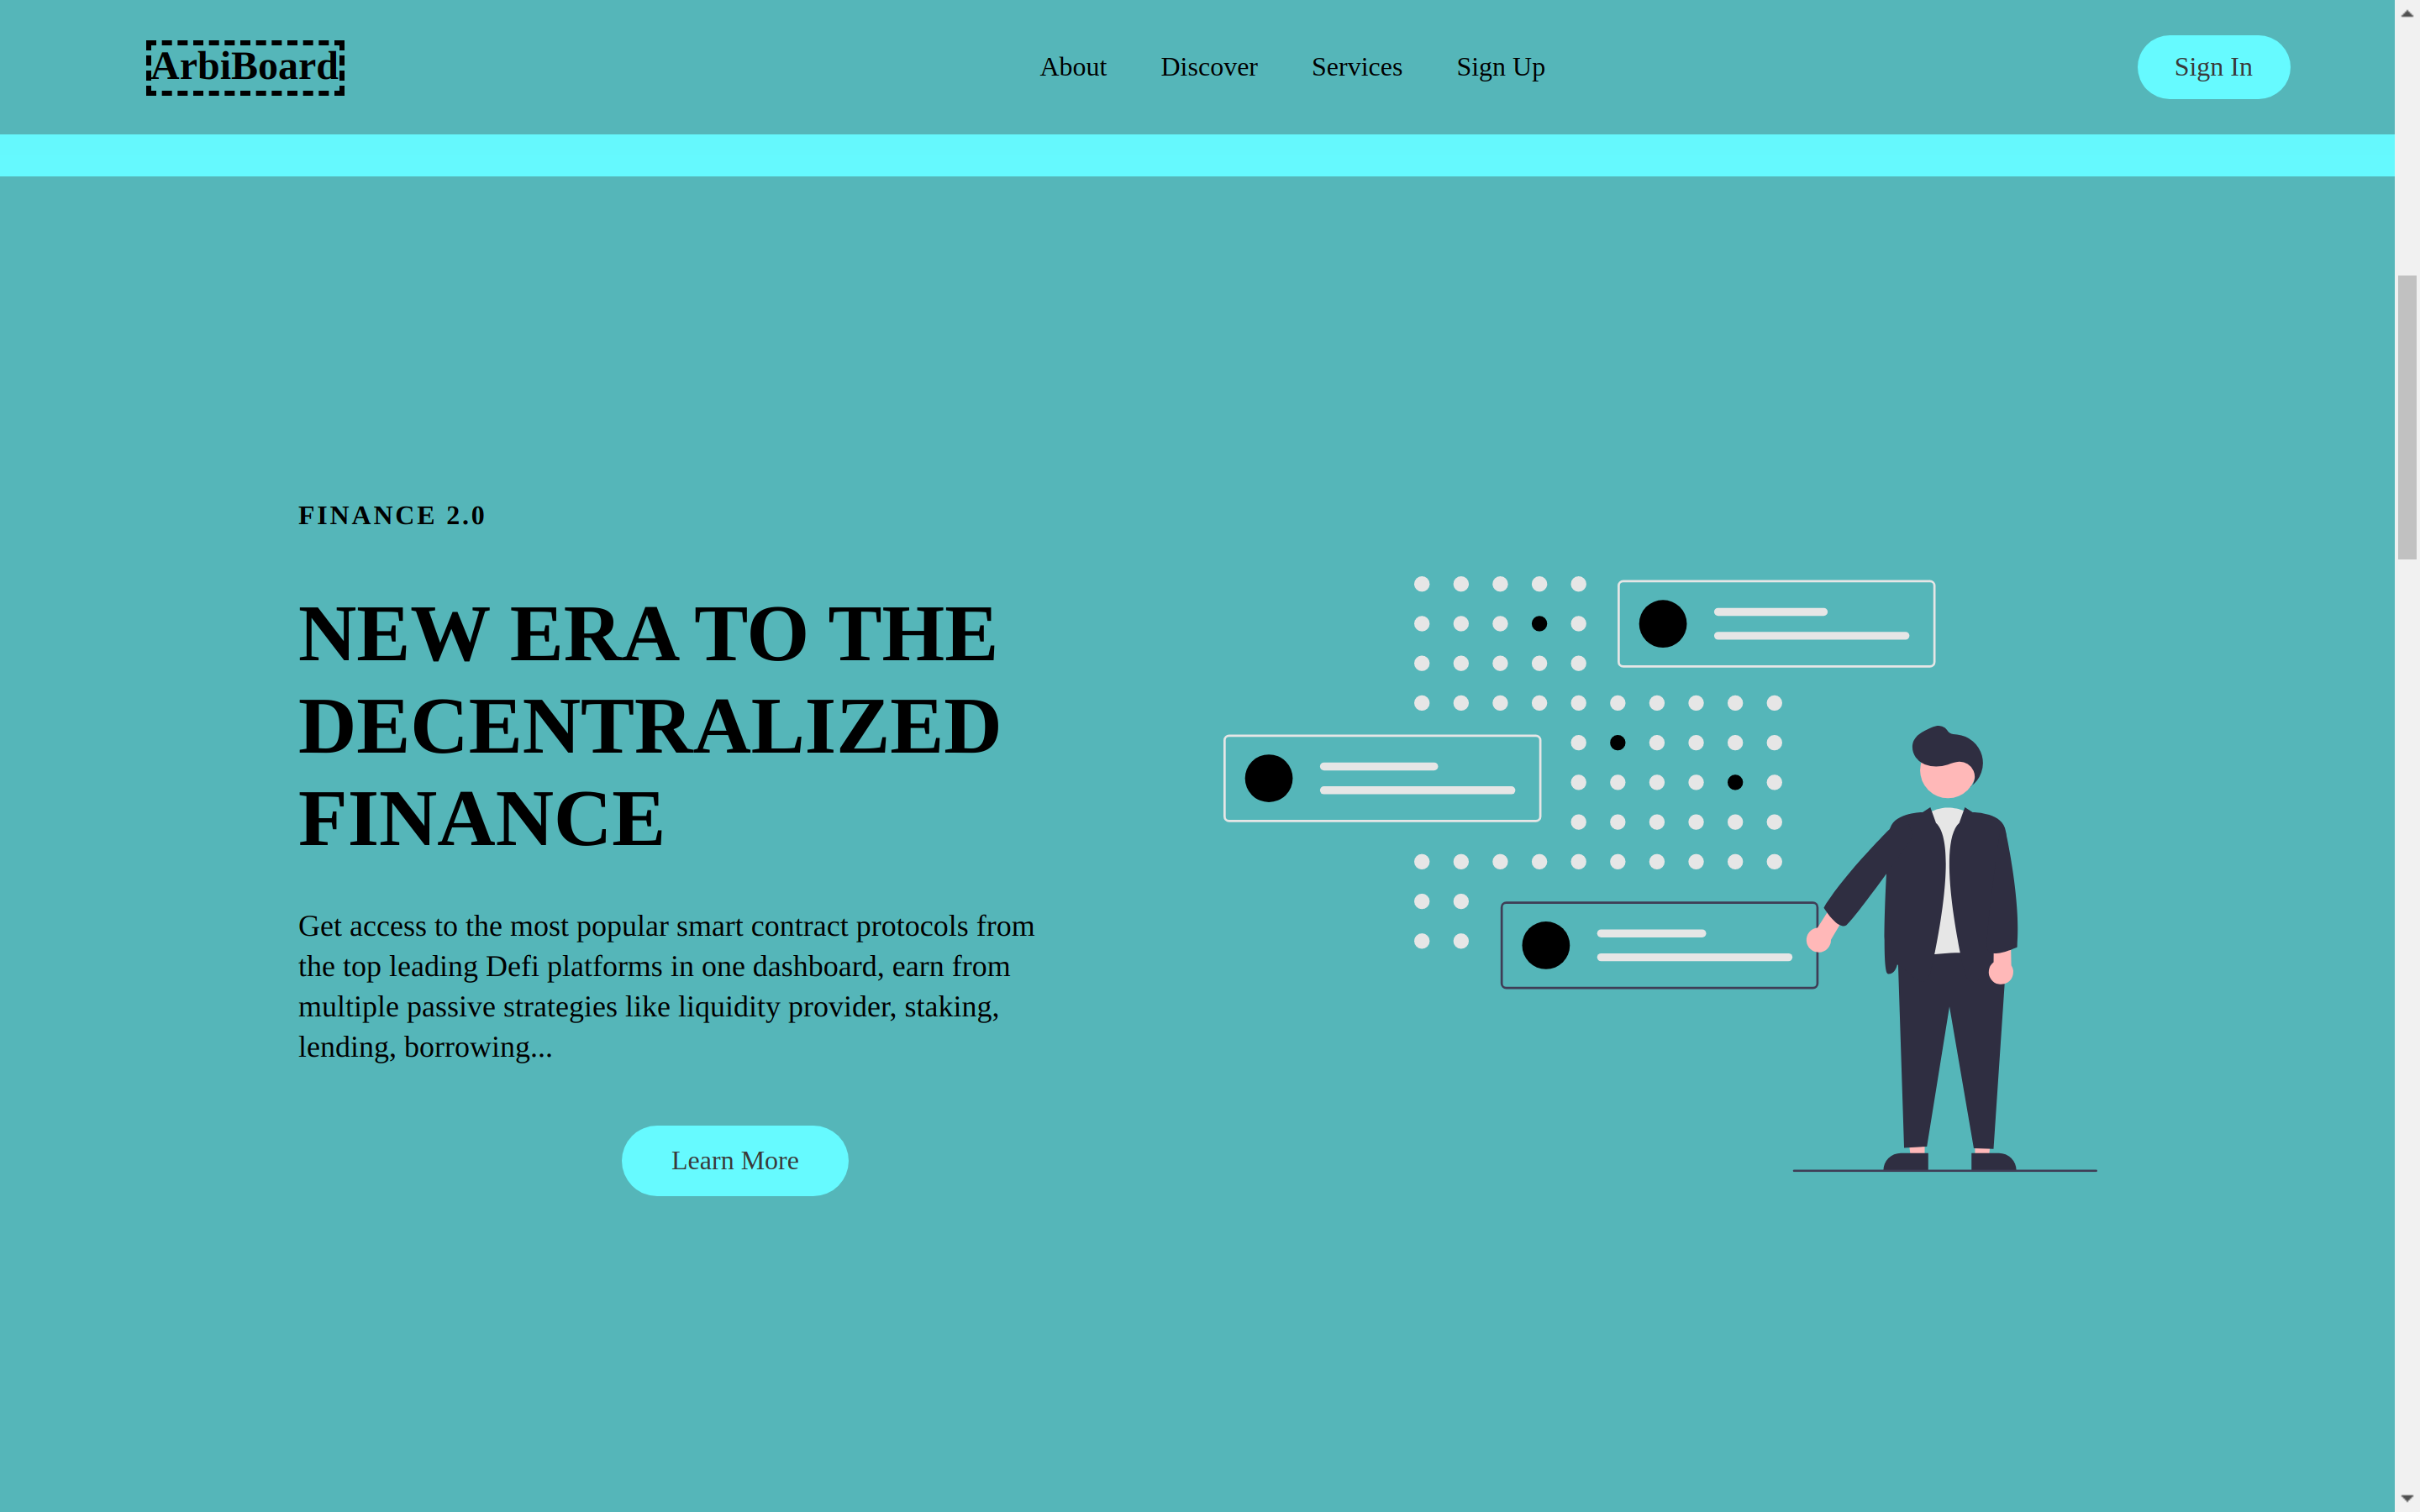 ArbiBoard
About Discover Services Sign Up
Sign In
FINANCE 2.0
NEW ERA TO THE
DECENTRALIZED
FINANCE
Get access to the most popular smart contract protocols from
the top leading Defi platforms in one dashboard, earn from
multiple passive strategies like liquidity provider, staking,
lending, borrowing...
Learn More